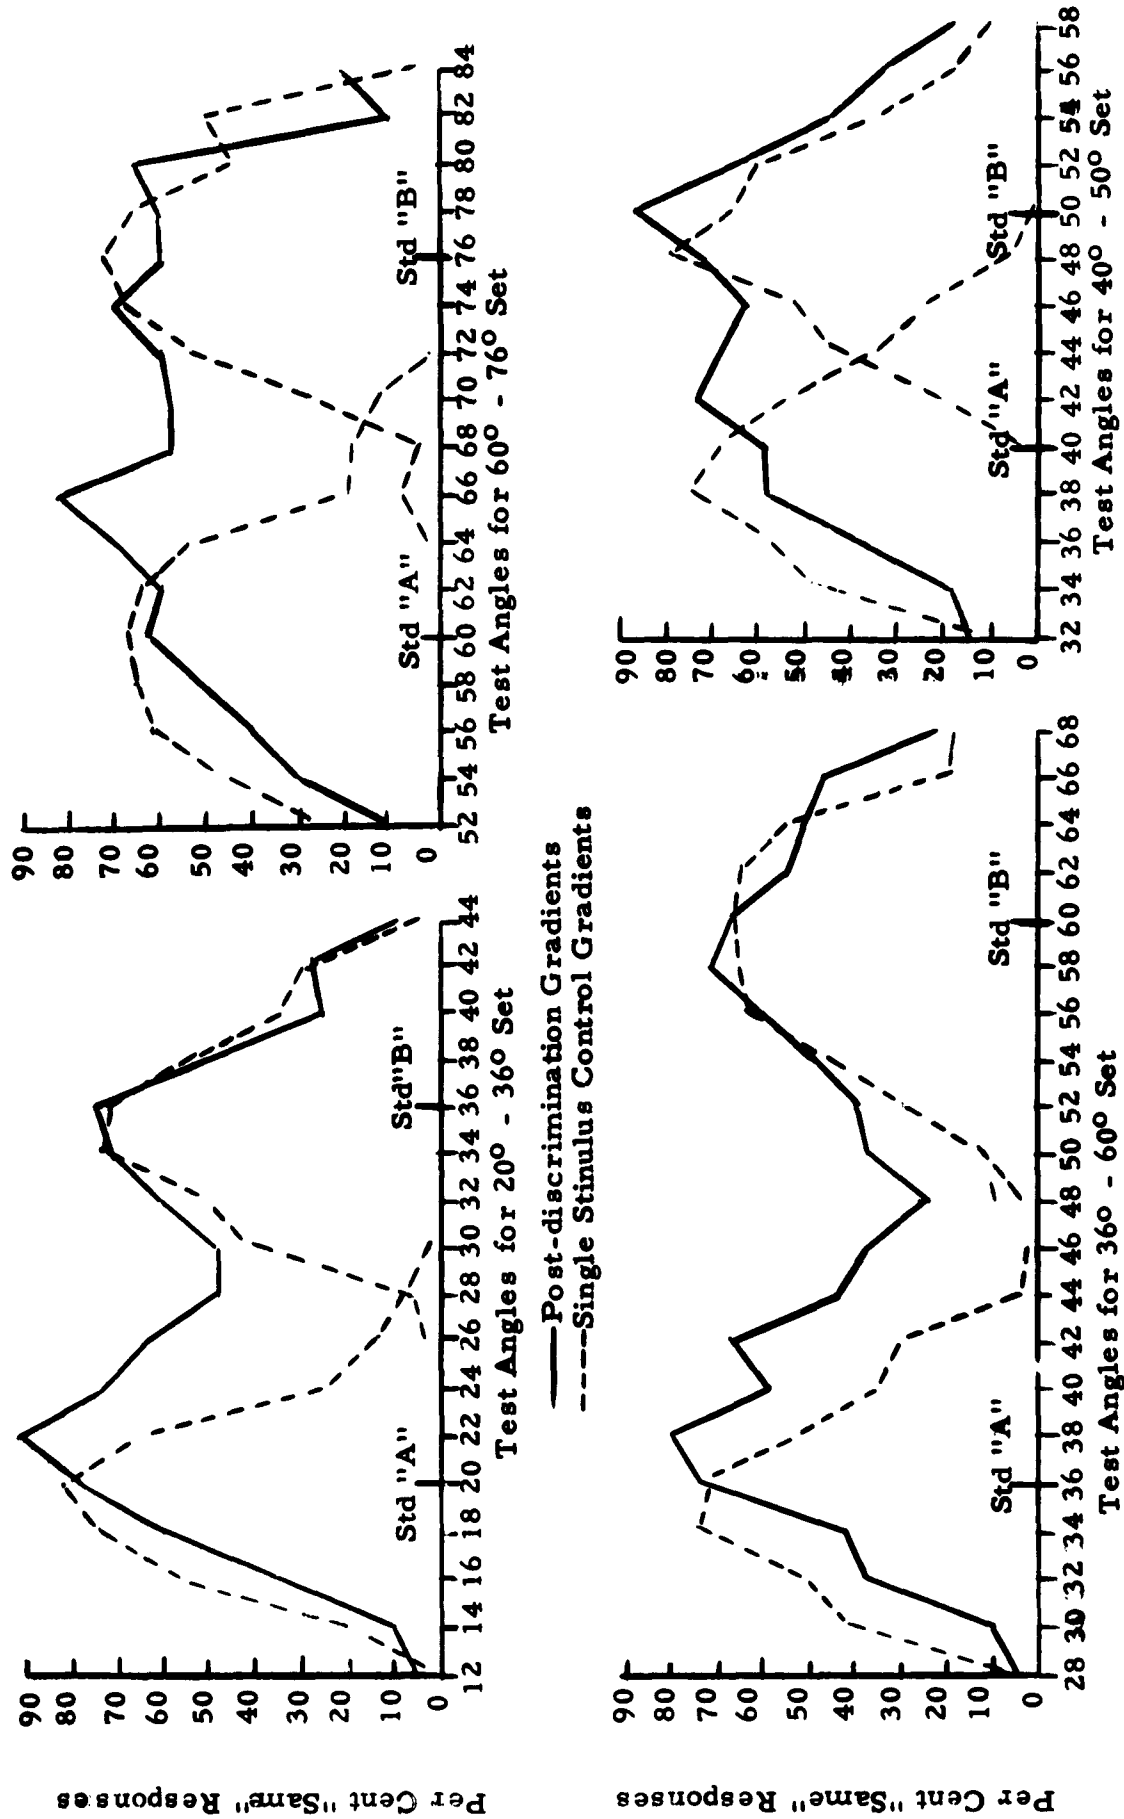 90
80
70
60
50
40
30
20
10
0
12 14 16 18 20 22 24 26 28 30 32 34 36 38 40 42 44
Std "A"
Std"B"
Test Angles for 20° - 36° Set
Per Cent "Same" Responses
90
80
70
60
50
40
30
20
10
0
52 54 56 58 60 62 64 66 68 70 72 74 76 78 80 82 84
Std "A"
Std "B"
Test Angles for 60° - 76° Set
Post-discrimination Gradients
Single Stimulus Control Gradients
90
80
70
60
50
40
30
20
10
0
28 30 32 34 36 38 40 42 44 46 48 50 52 54 56 58 60 62 64 66 68
Std "A"
Std "B"
Test Angles for 36° - 60° Set
Per Cent "Same" Responses
90
80
70
60
50
40
30
20
10
0
32 34 36 38 40 42 44 46 48 50 52 54 56 58
Std "A"
Std "B"
Test Angles for 40° - 50° Set